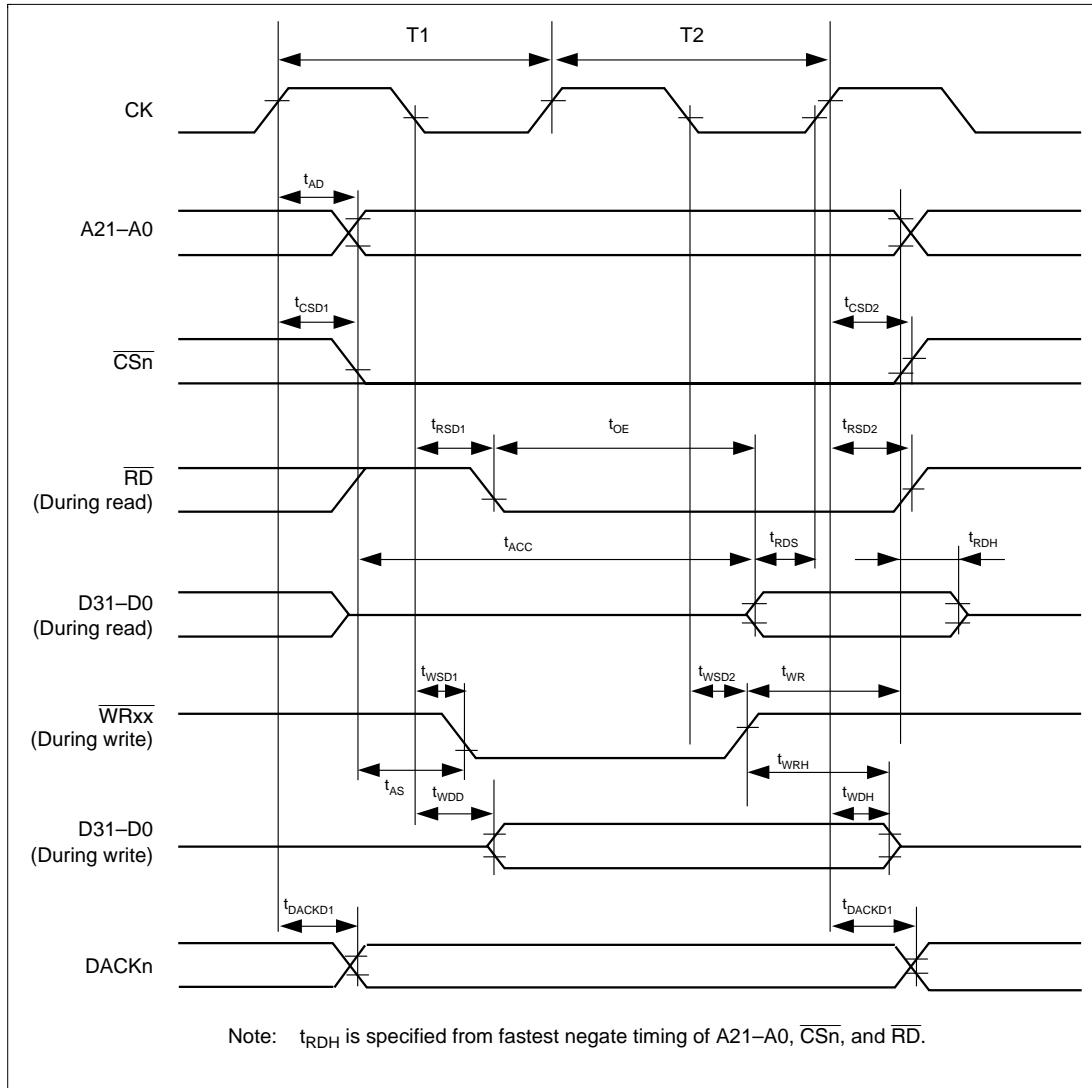 T1 T2
CK
tAD
A21–A0
tCSD1 tCSD2
CSn
tRSD1 tOE tRSD2
RD
(During read)
tACC tRDS tRDH
D31–D0
(During read)
tWSD1 tWSD2 tWR
WRxx
(During write)
tWRH
tAS tWDD tWDH
D31–D0
(During write)
tDACKD1 tDACKD1
DACKn
Note: tRDH is specified from fastest negate timing of A21–A0, CSn, and RD.